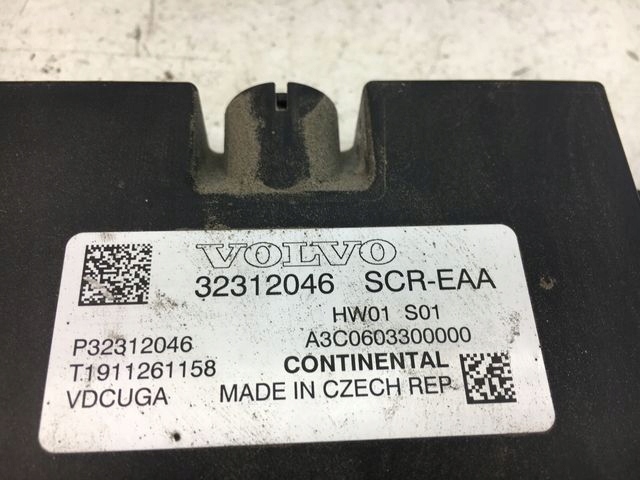 VOLVO
32312046 SCR-EAA
HW01 S01
P32312046 A3C0603300000
T1911261158 CONTINENTAL
VDCUGA MADE IN CZECH REP.